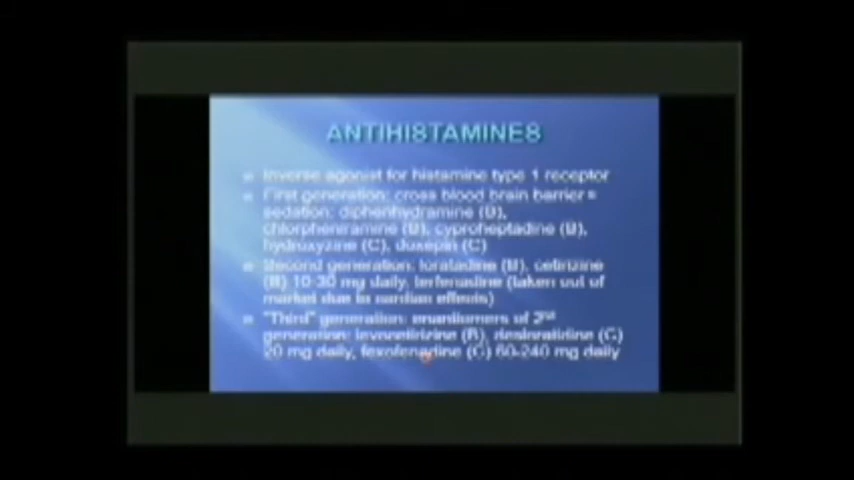 ANTIHISTAMINES
Inverse agonist for histamine type 1 receptor
First generation: cross blood brain barrier =
sedation: diphenhydramine (B),
chlorpheniramine (B), cyproheptadine (B),
hydroxyzine (C), doxepin (C)
Second generation: loratadine (B), cetirizine
(B) 10-30 mg daily, terfenadine (taken out of
market due to cardiac effects)
"Third" generation: enantiomers of 2nd
generation: levocetirizine (B), desloratidine (C)
20 mg daily, fexofenadine (C) 60-240 mg daily